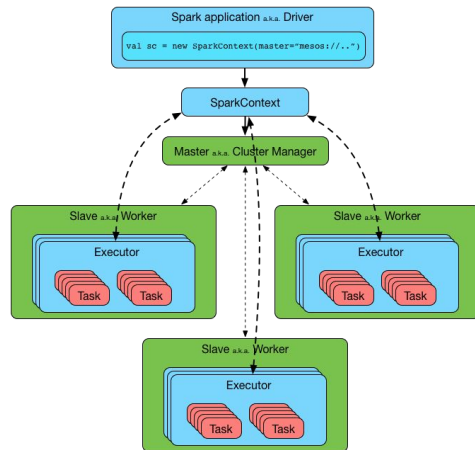 Spark application a.k.a. Driver
val sc = new SparkContext(master="mesos://..")
SparkContext
Master a.k.a. Cluster Manager
Slave a.k.a. Worker
Executor
Task Task
Slave a.k.a. Worker
Executor
Task Task
Slave a.k.a. Worker
Executor
Task Task